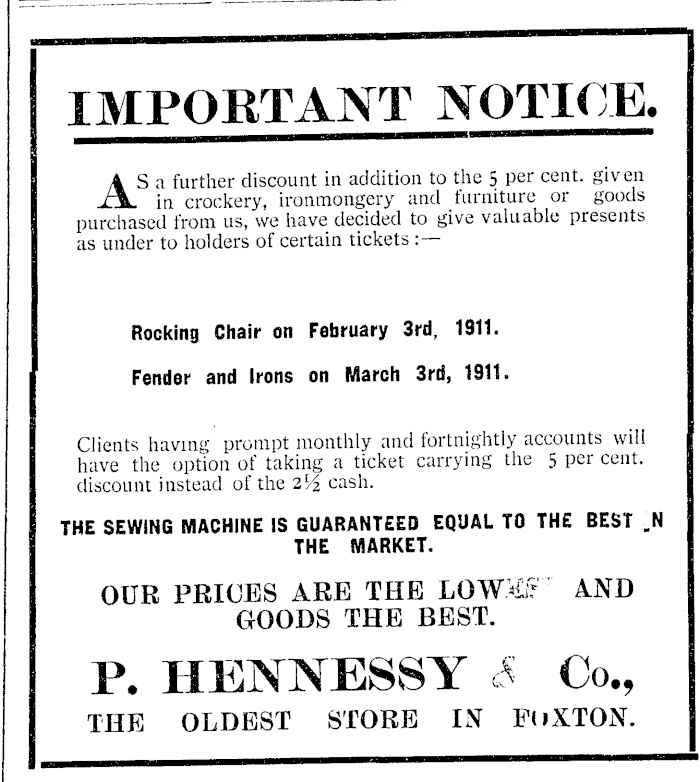 IMPORTANT NOTICE.
AS a further discount in addition to the 5 per cent. given
in crockery, ironmongery and furniture or goods
purchased from us, we have decided to give valuable presents
as under to holders of certain tickets :—
Rocking Chair on February 3rd, 1911.
Fender and Irons on March 3rd, 1911.
Clients having prompt monthly and fortnightly accounts will
have the option of taking a ticket carrying the 5 per cent.
discount instead of the 2½ cash.
THE SEWING MACHINE IS GUARANTEED EQUAL TO THE BEST IN
THE MARKET.
OUR PRICES ARE THE LOWEST AND
GOODS THE BEST.
P. HENNESSY & Co.,
THE OLDEST STORE IN FOXTON.